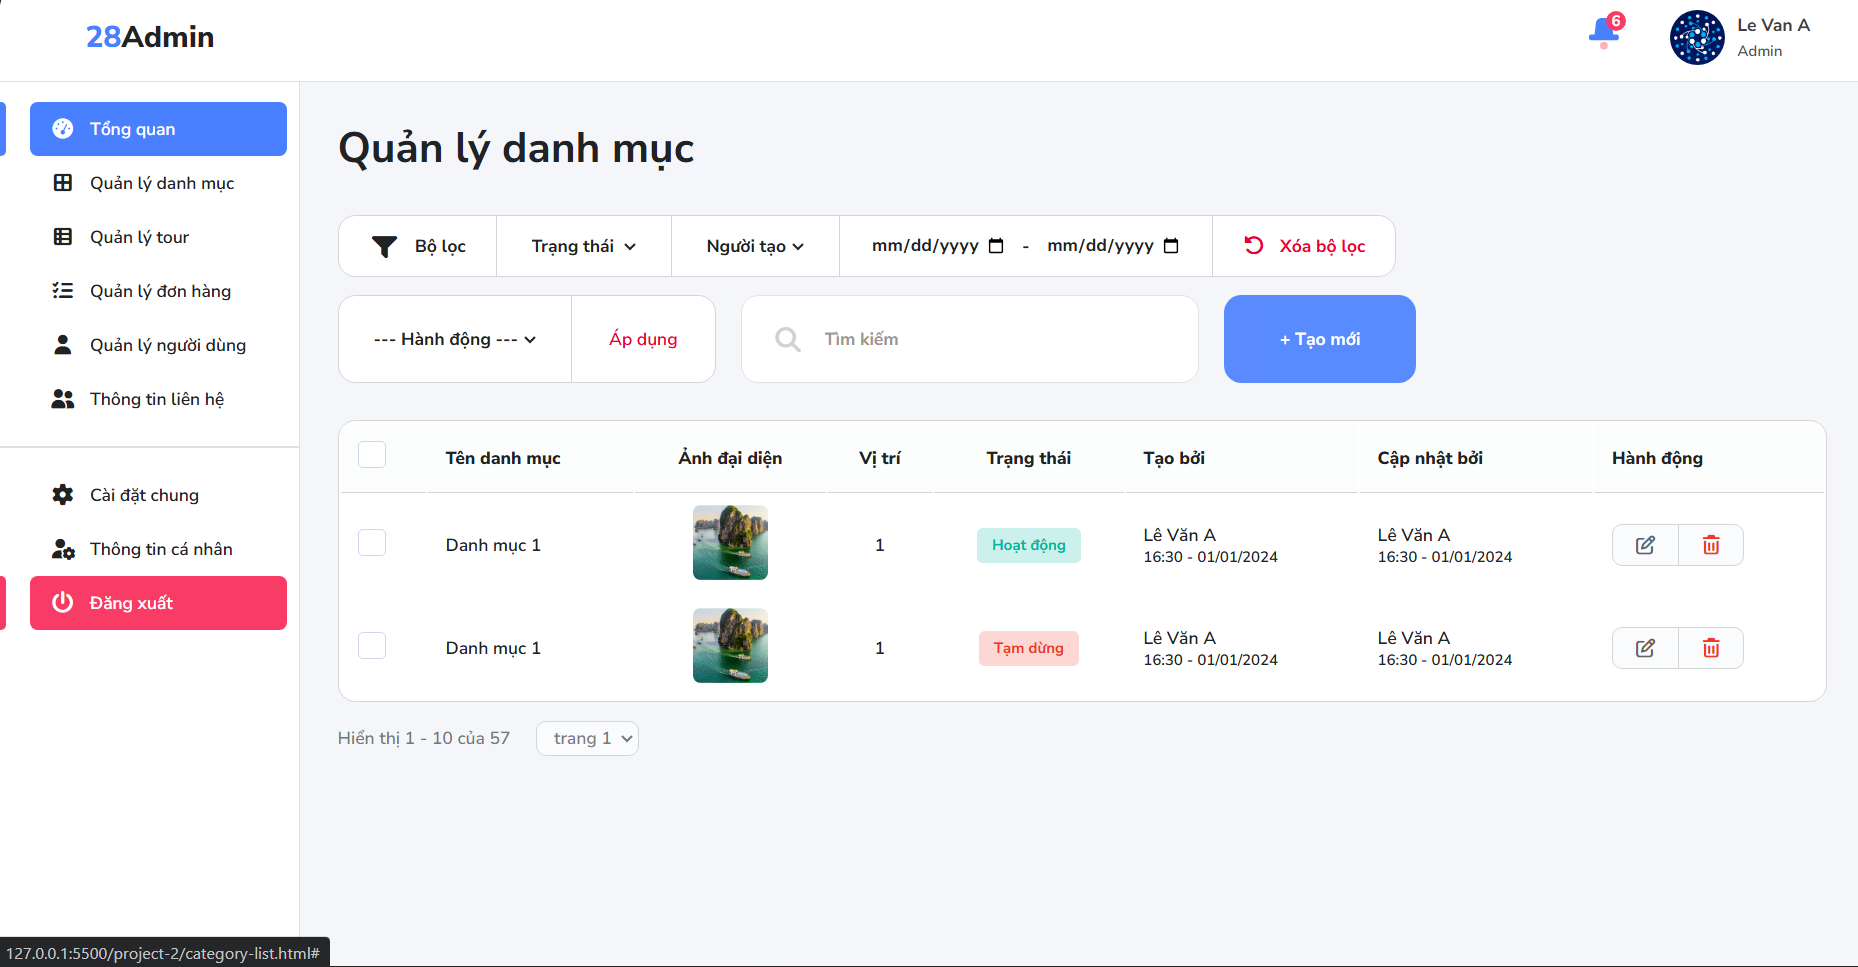 28Admin
6
Le Van A
Admin
Tổng quan
Quản lý danh mục
Quản lý tour
Quản lý đơn hàng
Quản lý người dùng
Thông tin liên hệ
Cài đặt chung
Thông tin cá nhân
Đăng xuất
Quản lý danh mục
Bộ lọc
Trạng thái
Người tạo
mm/dd/yyyy - mm/dd/yyyy
Xóa bộ lọc
--- Hành động ---
Áp dụng
Tìm kiếm
+ Tạo mới
Tên danh mục Ảnh đại diện Vị trí Trạng thái Tạo bởi Cập nhật bởi Hành động
Danh mục 1 1 Hoạt động Lê Văn A Lê Văn A
16:30 - 01/01/2024 16:30 - 01/01/2024
Danh mục 1 1 Tạm dừng Lê Văn A Lê Văn A
16:30 - 01/01/2024 16:30 - 01/01/2024
Hiển thị 1 - 10 của 57 trang 1
127.0.0.1:5500/project-2/category-list.html#